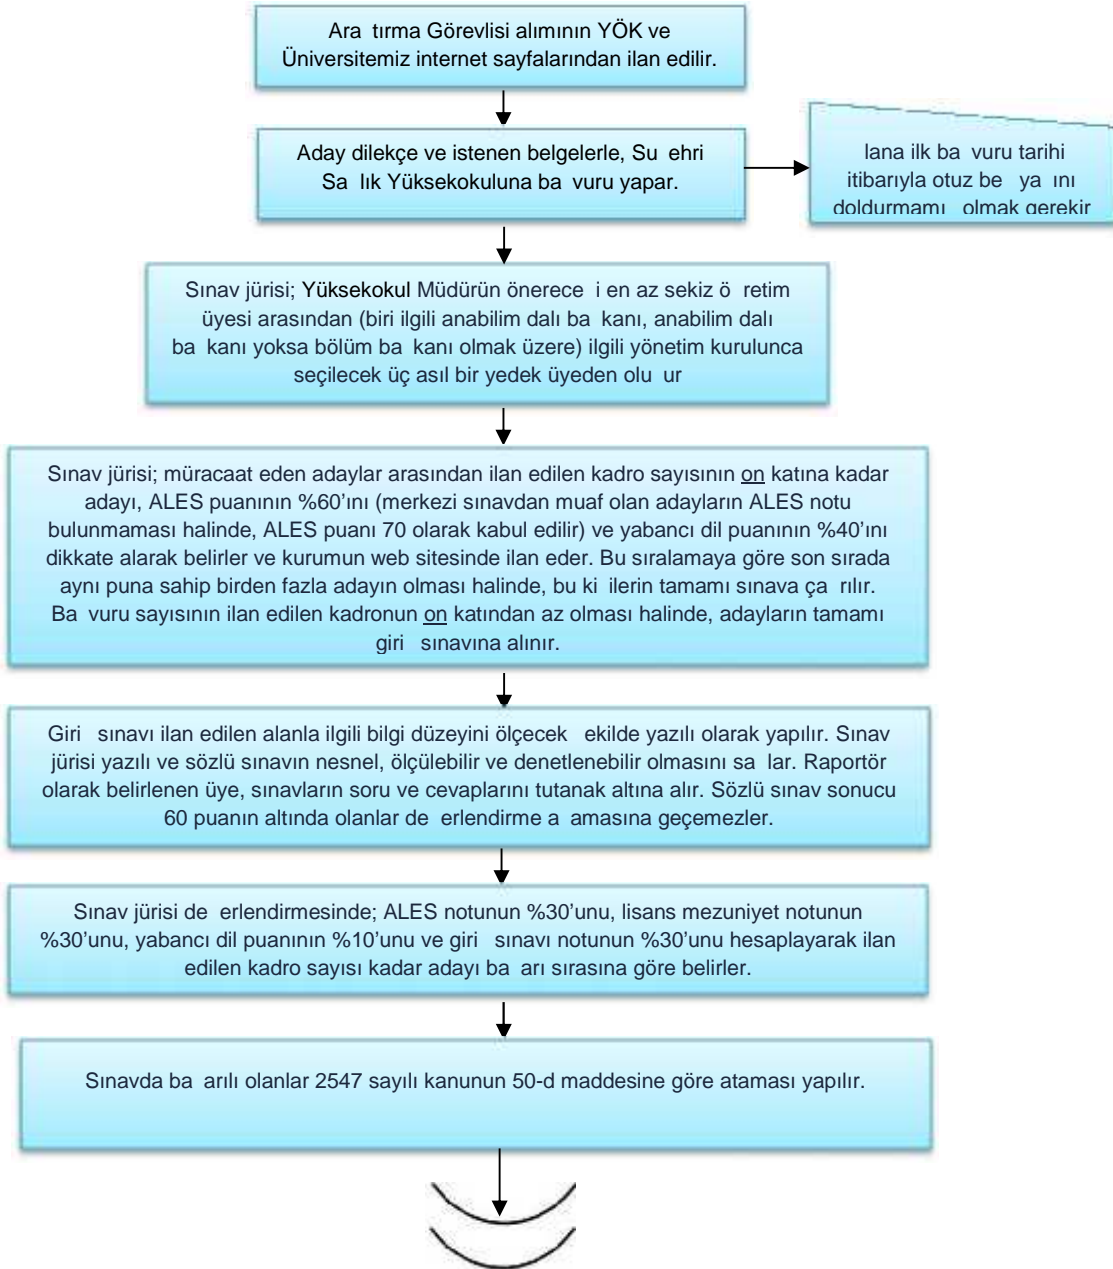 Ara tırma Görevlisi alımının YÖK ve
Üniversitemiz internet sayfalarından ilan edilir.
Aday dilekçe ve istenen belgelerle, Su ehri
Sa lık Yüksekokuluna ba vuru yapar.
lana ilk ba vuru tarihi
itibarıyla otuz be ya ını
doldurmamı olmak gerekir
Sınav jürisi; Yüksekokul Müdürün önerece i en az sekiz ö retim
üyesi arasından (biri ilgili anabilim dalı ba kanı, anabilim dalı
ba kanı yoksa bölüm ba kanı olmak üzere) ilgili yönetim kurulunca
seçilecek üç asıl bir yedek üyeden olu ur
Sınav jürisi; müracaat eden adaylar arasından ilan edilen kadro sayısının on katına kadar
adayı, ALES puanının %60’ını (merkezi sınavdan muaf olan adayların ALES notu
bulunmaması halinde, ALES puanı 70 olarak kabul edilir) ve yabancı dil puanının %40’ını
dikkate alarak belirler ve kurumun web sitesinde ilan eder. Bu sıralamaya göre son sırada
aynı puna sahip birden fazla adayın olması halinde, bu ki ilerin tamamı sınava ça rılır.
Ba vuru sayısının ilan edilen kadronun on katından az olması halinde, adayların tamamı
giri sınavına alınır.
Giri sınavı ilan edilen alanla ilgili bilgi düzeyini ölçecek ekilde yazılı olarak yapılır. Sınav
jürisi yazılı ve sözlü sınavın nesnel, ölçülebilir ve denetlenebilir olmasını sa lar. Raportör
olarak belirlenen üye, sınavların soru ve cevaplarını tutanak altına alır. Sözlü sınav sonucu
60 puanın altında olanlar de erlendirme a amasına geçemezler.
Sınav jürisi de erlendirmesinde; ALES notunun %30’unu, lisans mezuniyet notunun
%30’unu, yabancı dil puanının %10’unu ve giri sınavı notunun %30’unu hesaplayarak ilan
edilen kadro sayısı kadar adayı ba arı sırasına göre belirler.
Sınavda ba arılı olanlar 2547 sayılı kanunun 50-d maddesine göre ataması yapılır.